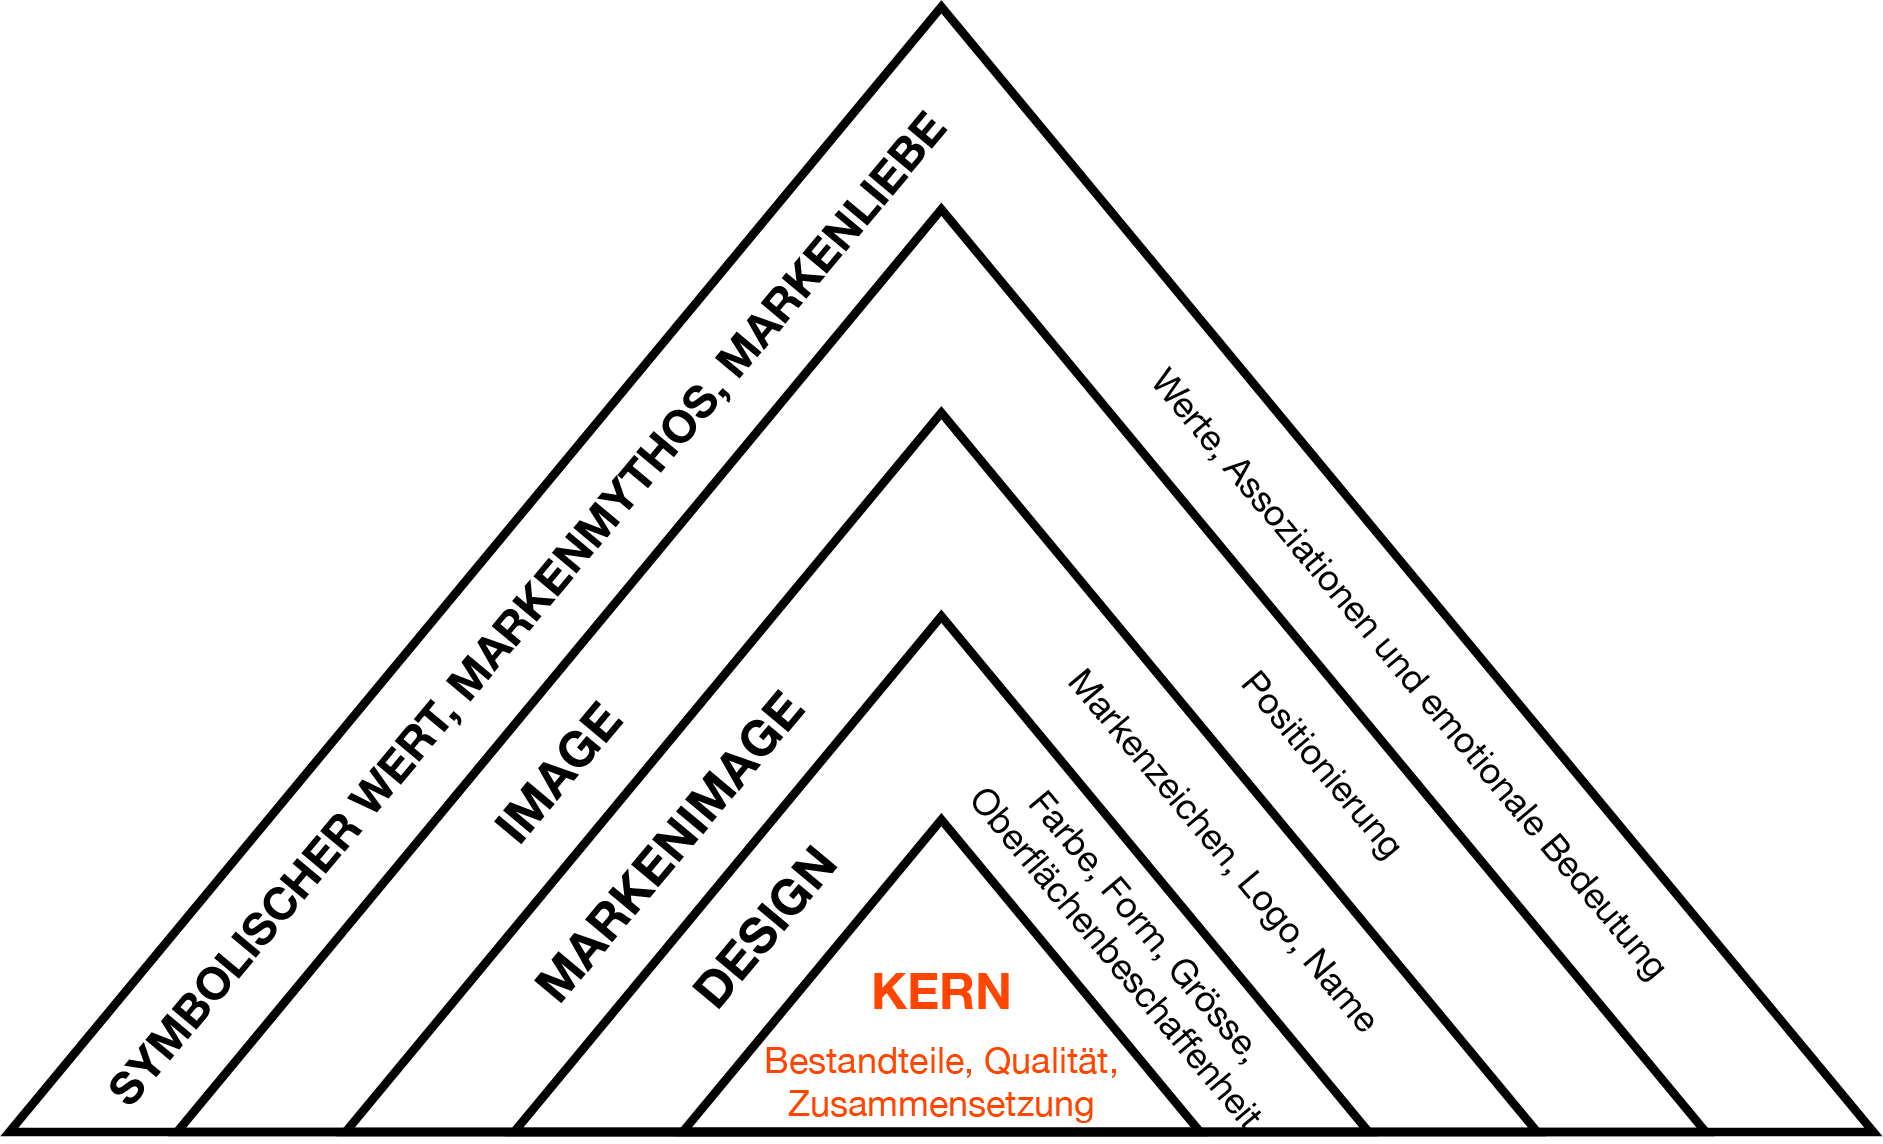 SYMBOLISCHER WERT, MARKENMYTHOS, MARKENLIEBE
Werte, Assoziationen und emotionale Bedeutung
IMAGE
Positionierung
MARKENIMAGE
Markenzeichen, Logo, Name
DESIGN
Farbe, Form, Grösse,
Oberflächenbeschaffenheit
KERN
Bestandteile, Qualität,
Zusammensetzung